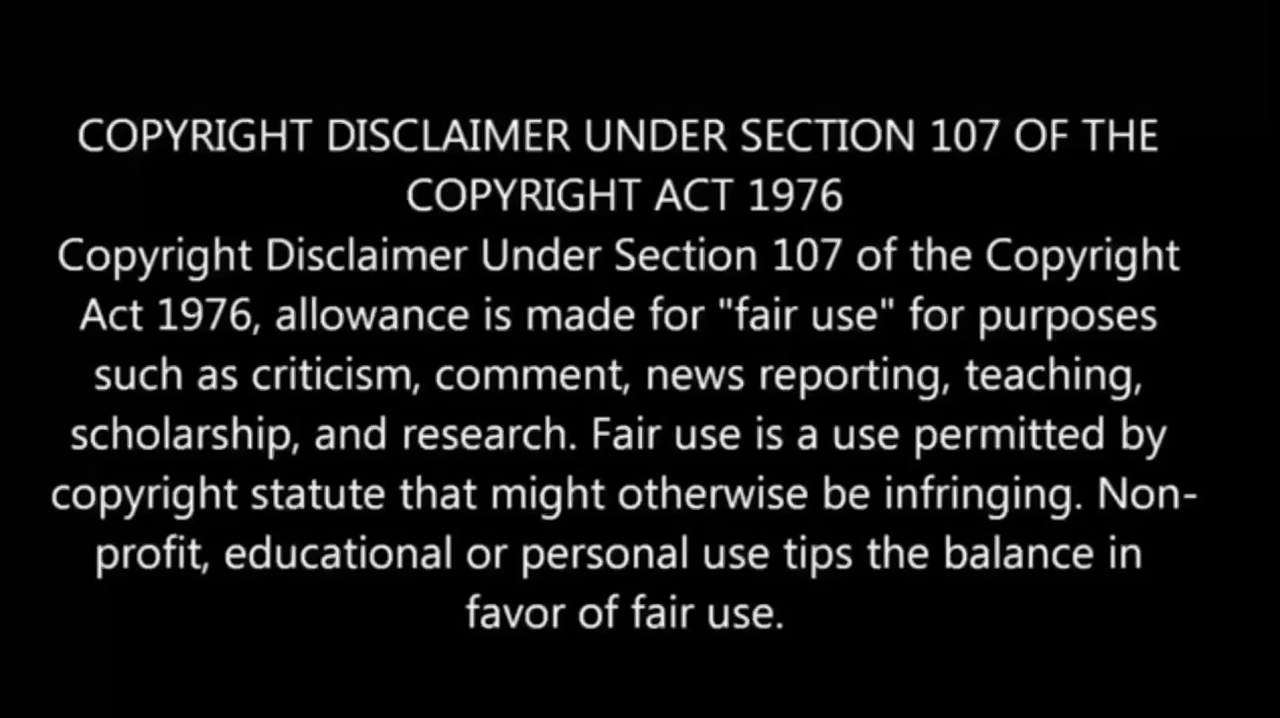 COPYRIGHT DISCLAIMER UNDER SECTION 107 OF THE
COPYRIGHT ACT 1976
Copyright Disclaimer Under Section 107 of the Copyright
Act 1976, allowance is made for "fair use" for purposes
such as criticism, comment, news reporting, teaching,
scholarship, and research. Fair use is a use permitted by
copyright statute that might otherwise be infringing. Non-
profit, educational or personal use tips the balance in
favor of fair use.